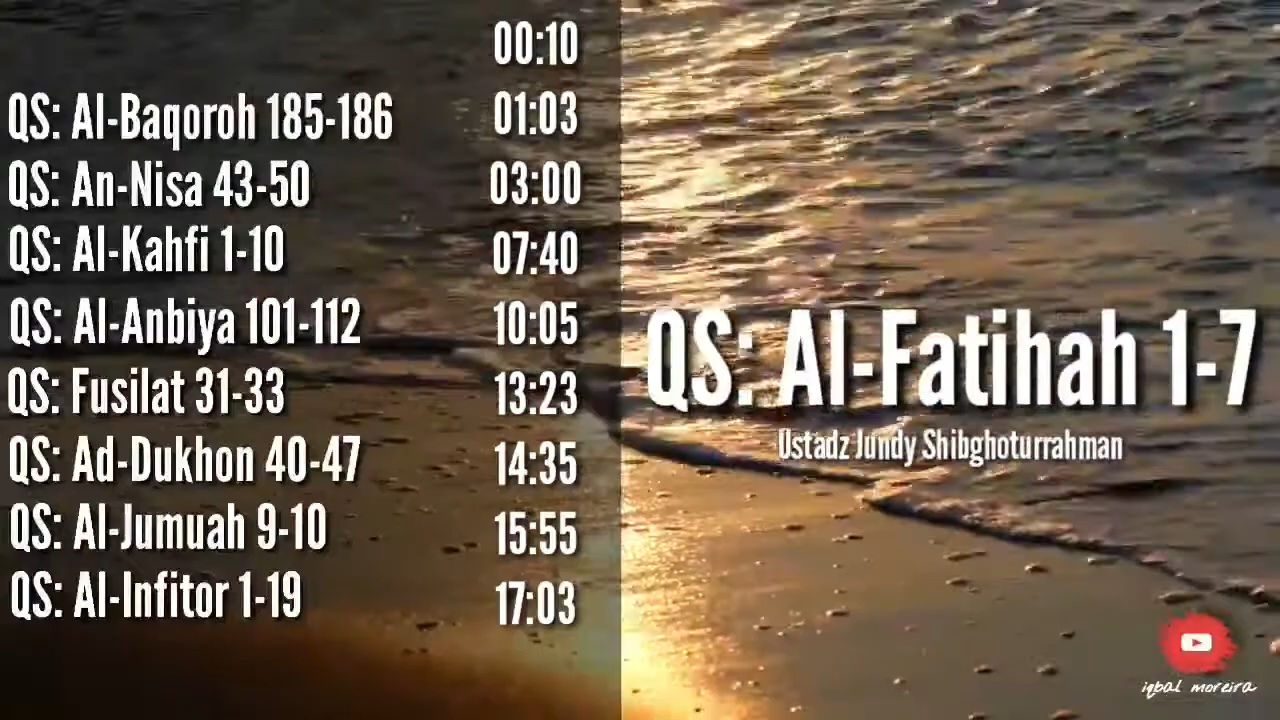 00:10
QS: Al-Baqoroh 185-186 01:03
QS: An-Nisa 43-50 03:00
QS: Al-Kahfi 1-10 07:40
QS: Al-Anbiya 101-112 10:05
QS: Fusilat 31-33 13:23
QS: Ad-Dukhon 40-47 14:35
QS: Al-Jumuah 9-10 15:55
QS: Al-Infitor 1-19 17:03
QS: Al-Fatihah 1-7
Ustadz Jundy Shibghoturrahman
iqbal moreira